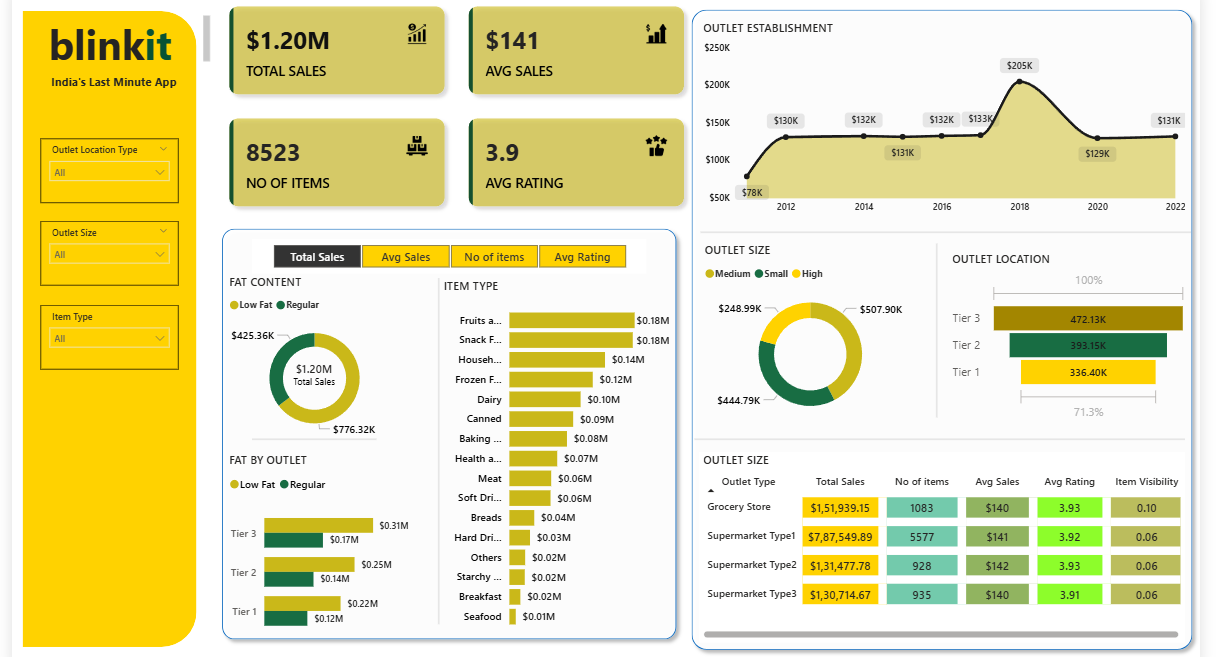 blinkit
India's Last Minute App
Outlet Location Type
All
Outlet Size
All
Item Type
All
$1.20M
TOTAL SALES
$141
AVG SALES
8523
NO OF ITEMS
3.9
AVG RATING
Total Sales
Avg Sales
No of items
Avg Rating
FAT CONTENT
Low Fat Regular
$425.36K
$1.20M
Total Sales
$776.32K
FAT BY OUTLET
Low Fat Regular
Tier 3 $0.31M
$0.17M
Tier 2 $0.25M
$0.14M
Tier 1 $0.22M
$0.12M
ITEM TYPE
Fruits a... $0.18M
Snack F... $0.18M
Househ... $0.14M
Frozen F... $0.12M
Dairy $0.10M
Canned $0.09M
Baking ... $0.08M
Health a... $0.07M
Meat $0.06M
Soft Dri... $0.06M
Breads $0.04M
Hard Dri... $0.03M
Others $0.02M
Starchy ... $0.02M
Breakfast $0.02M
Seafood $0.01M
OUTLET ESTABLISHMENT
$250K
$200K
$150K
$100K
$50K
$78K
$130K
$132K
$131K
$132K
$133K
$205K
$129K
$131K
2012 2014 2016 2018 2020 2022
OUTLET SIZE
Medium Small High
$248.99K
$507.90K
$444.79K
OUTLET LOCATION
100%
Tier 3 472.13K
Tier 2 393.15K
Tier 1 336.40K
71.3%
OUTLET SIZE
Outlet Type Total Sales No of items Avg Sales Avg Rating Item Visibility
Grocery Store $1,51,939.15 1083 $140 3.93 0.10
Supermarket Type1 $7,87,549.89 5577 $141 3.92 0.06
Supermarket Type2 $1,31,477.78 928 $142 3.93 0.06
Supermarket Type3 $1,30,714.67 935 $140 3.91 0.06